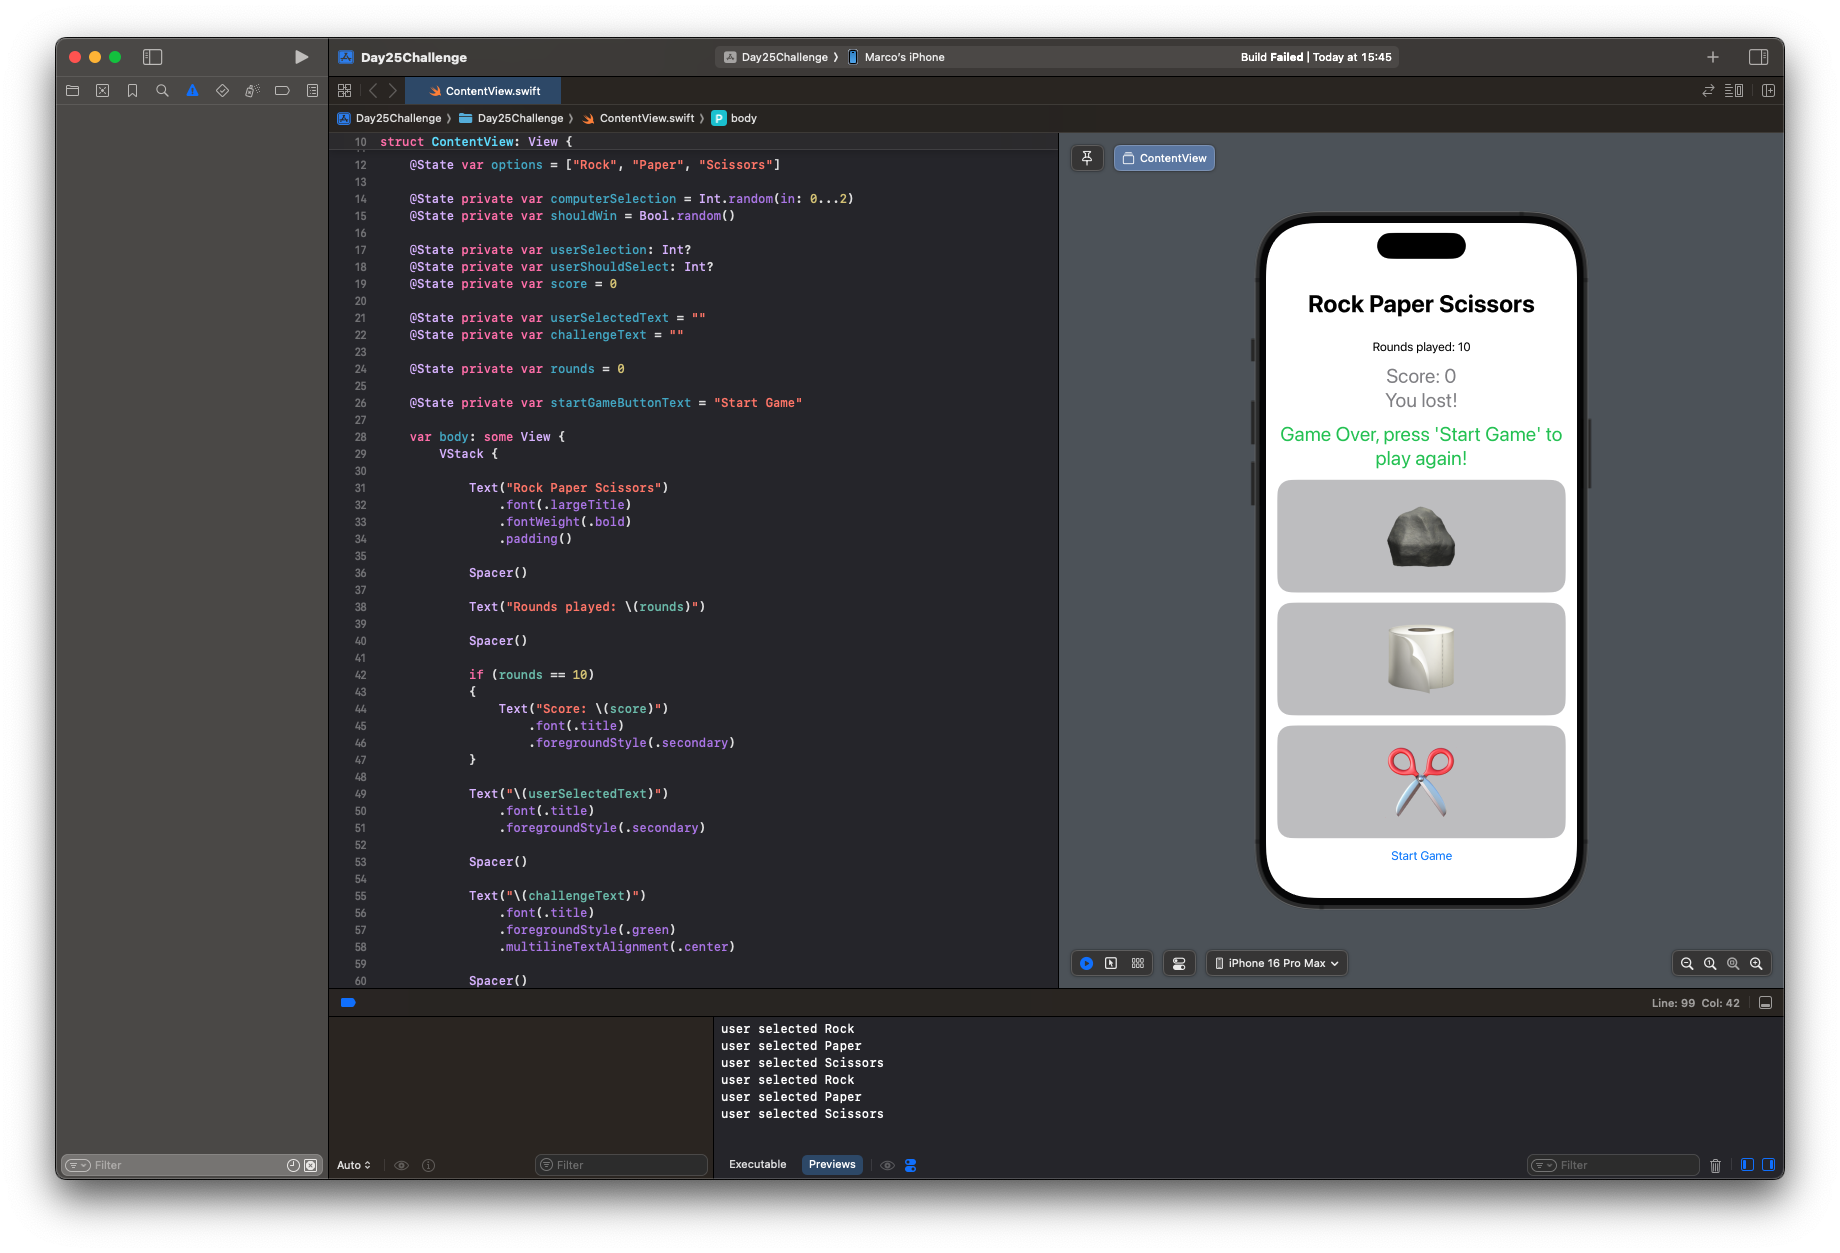 Day25Challenge
Day25Challenge 〉 Marco's iPhone
Build Failed | Today at 15:45
ContentView.swift
Day25Challenge 〉 Day25Challenge 〉 ContentView.swift 〉 P body
10 struct ContentView: View {
12 @State var options = ["Rock", "Paper", "Scissors"]
13
14 @State private var computerSelection = Int.random(in: 0...2)
15 @State private var shouldWin = Bool.random()
16
17 @State private var userSelection: Int?
18 @State private var userShouldSelect: Int?
19 @State private var score = 0
20
21 @State private var userSelectedText = ""
22 @State private var challengeText = ""
23
24 @State private var rounds = 0
25
26 @State private var startGameButtonText = "Start Game"
27
28 var body: some View {
29 VStack {
30
31 Text("Rock Paper Scissors")
32 .font(.largeTitle)
33 .fontWeight(.bold)
34 .padding()
35
36 Spacer()
37
38 Text("Rounds played: \(rounds)")
39
40 Spacer()
41
42 if (rounds == 10)
43 {
44 Text("Score: \(score)")
45 .font(.title)
46 .foregroundStyle(.secondary)
47 }
48
49 Text("\(userSelectedText)")
50 .font(.title)
51 .foregroundStyle(.secondary)
52
53 Spacer()
54
55 Text("\(challengeText)")
56 .font(.title)
57 .foregroundStyle(.green)
58 .multilineTextAlignment(.center)
59
60 Spacer()
ContentView
Rock Paper Scissors
Rounds played: 10
Score: 0
You lost!
Game Over, press 'Start Game' to
play again!
Start Game
iPhone 16 Pro Max
Line: 99 Col: 42
user selected Rock
user selected Paper
user selected Scissors
user selected Rock
user selected Paper
user selected Scissors
Filter
Auto
Filter
Executable
Previews
Filter